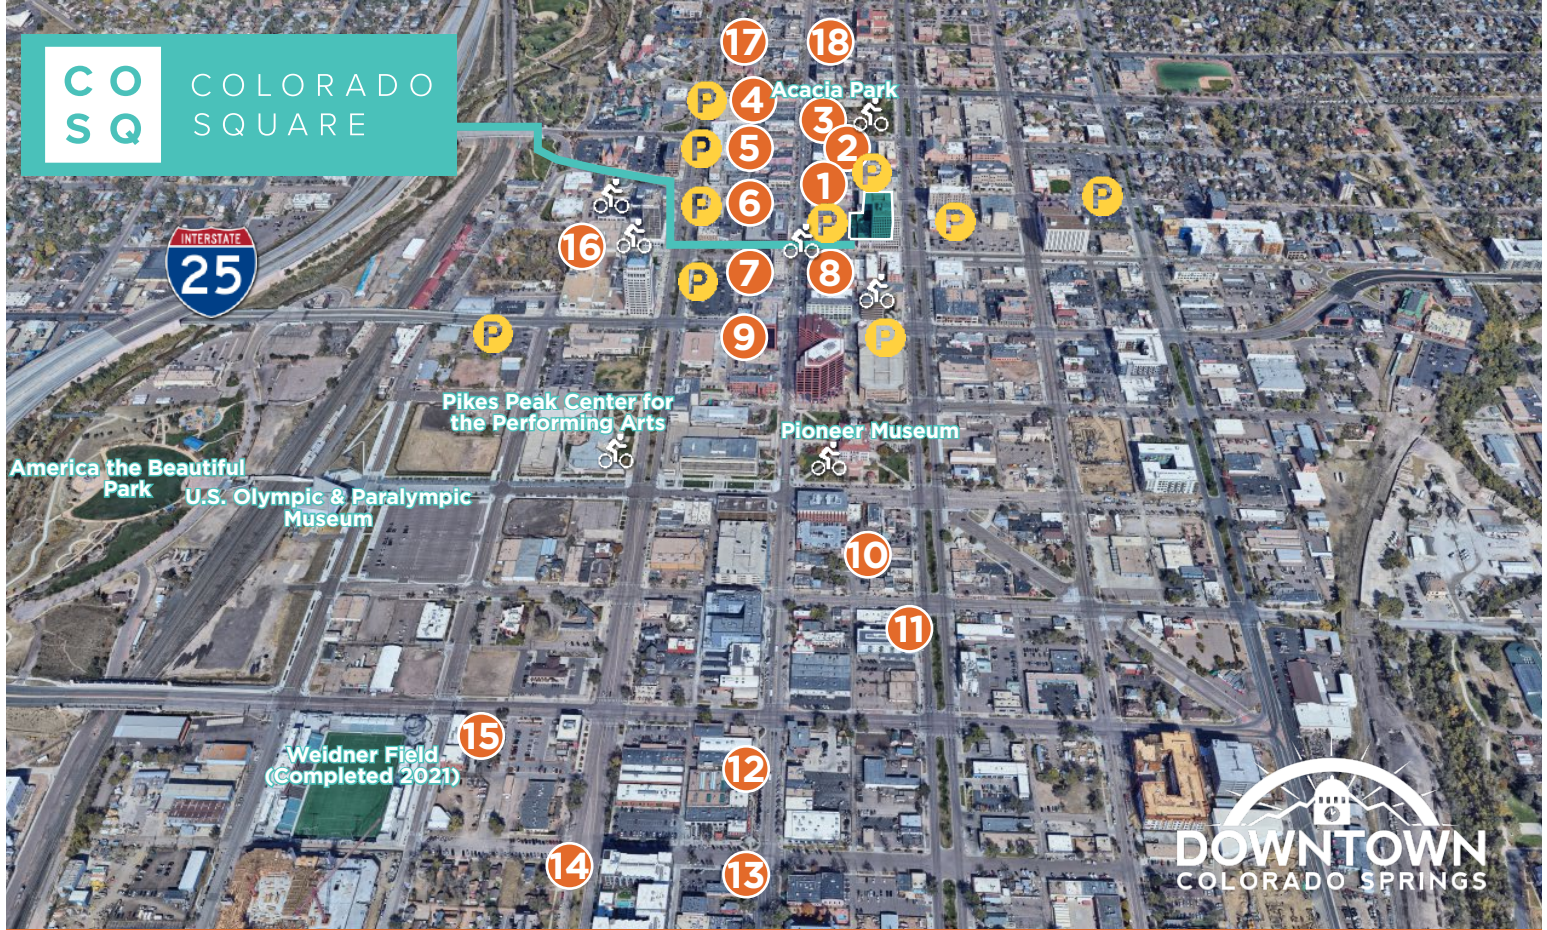 17
18
CO
SQ
COLORADO
SQUARE
P
4
Acacia Park
3
P
5
2
P
1
P
P
6
P
P
16
INTERSTATE
25
P
7
8
P
9
P
Pikes Peak Center for
the Performing Arts
Pioneer Museum
America the Beautiful
Park
U.S. Olympic & Paralympic
Museum
10
11
15
Weidner Field
(Completed 2021)
12
14
13
DOWNTOWN
COLORADO SPRINGS